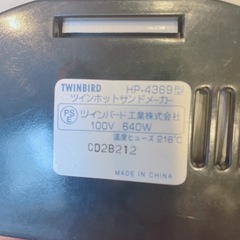 TWINBIRD HP-4369型
ツインホットサンドメーカー
PSE ツインバード工業株式会社
100V 640W
温度ヒューズ 216℃
CD2B212
MADE IN CHINA